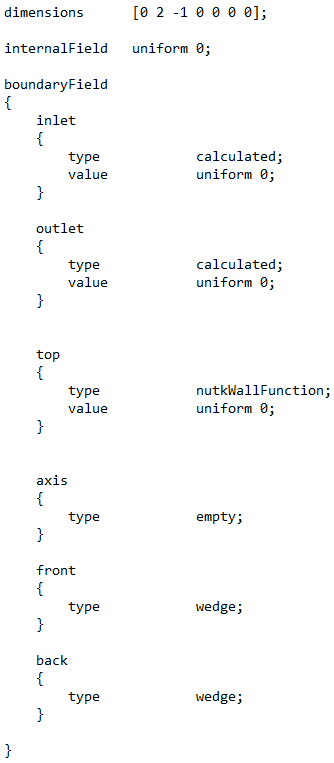 dimensions      [0 2 -1 0 0 0 0];
internalField   uniform 0;
boundaryField
{
    inlet
    {
        type            calculated;
        value           uniform 0;
    }
    outlet
    {
        type            calculated;
        value           uniform 0;
    }
    top
    {
        type            nutkWallFunction;
        value           uniform 0;
    }
    axis
    {
        type            empty;
    }
    front
    {
        type            wedge;
    }
    back
    {
        type            wedge;
    }
}